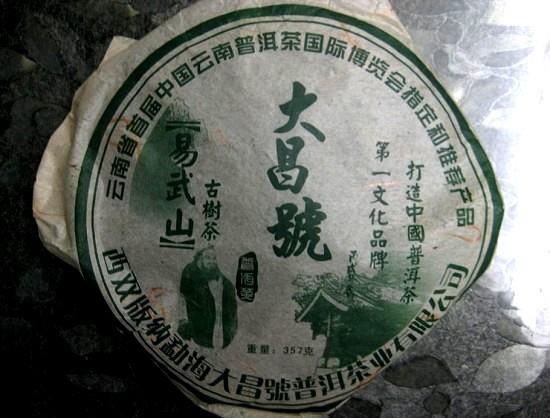 云南省首届中国云南普洱茶国际博览会指定和推荐产品
大昌號
【易武山】
古樹茶
打造中國普洱茶
第一文化品牌
普洱茶
重量：357克
西双版纳勐海大昌號普洱茶业有限公司